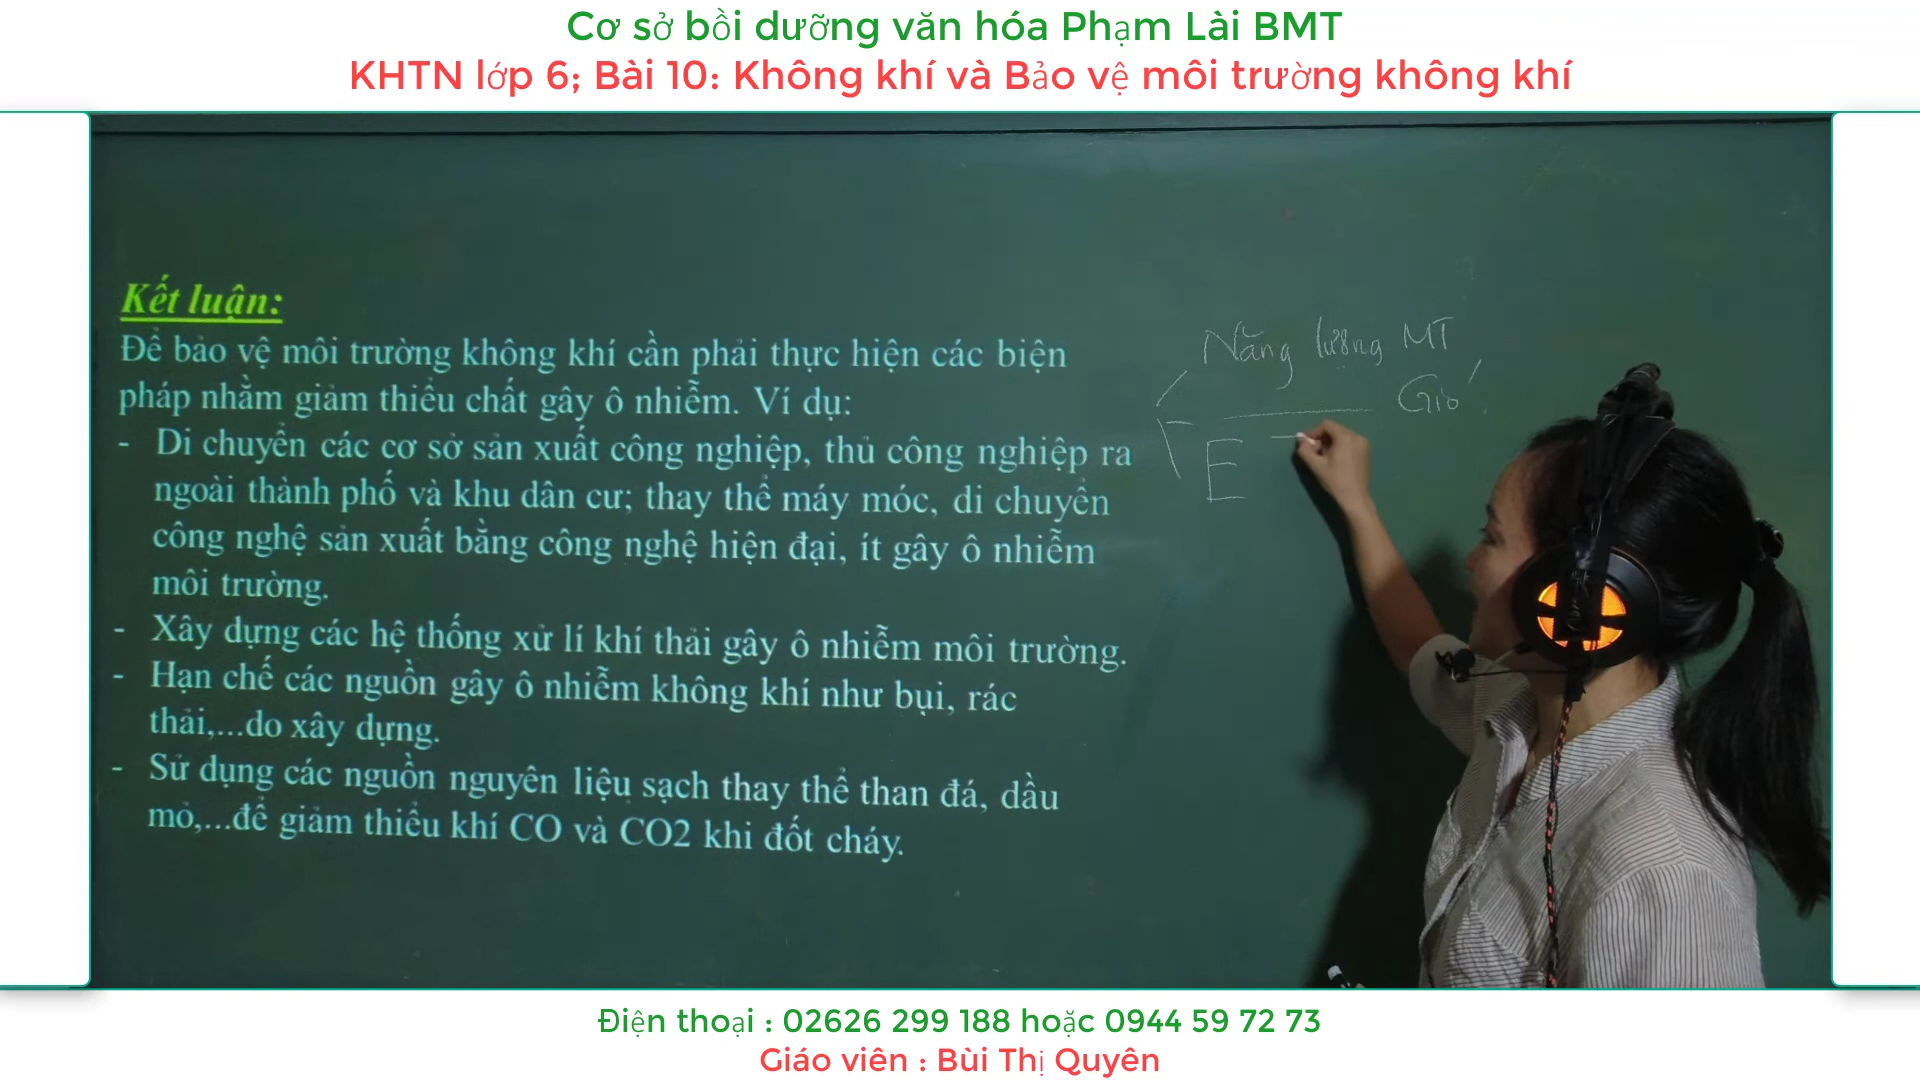 Cơ sở bồi dưỡng văn hóa Phạm Lài BMT
KHTN lớp 6; Bài 10: Không khí và Bảo vệ môi trường không khí
Kết luận:
Để bảo vệ môi trường không khí cần phải thực hiện các biện
pháp nhằm giảm thiểu chất gây ô nhiễm. Ví dụ:
- Di chuyển các cơ sở sản xuất công nghiệp, thủ công nghiệp ra
ngoài thành phố và khu dân cư; thay thế máy móc, di chuyển
công nghệ sản xuất bằng công nghệ hiện đại, ít gây ô nhiễm
môi trường.
- Xây dựng các hệ thống xử lí khí thải gây ô nhiễm môi trường.
- Hạn chế các nguồn gây ô nhiễm không khí như bụi, rác
thải,...do xây dựng.
- Sử dụng các nguồn nguyên liệu sạch thay thế than đá, dầu
mỏ,...để giảm thiểu khí CO và CO2 khi đốt cháy.
Năng lượng MT
Gió
E
Điện thoại : 02626 299 188 hoặc 0944 59 72 73
Giáo viên : Bùi Thị Quyên